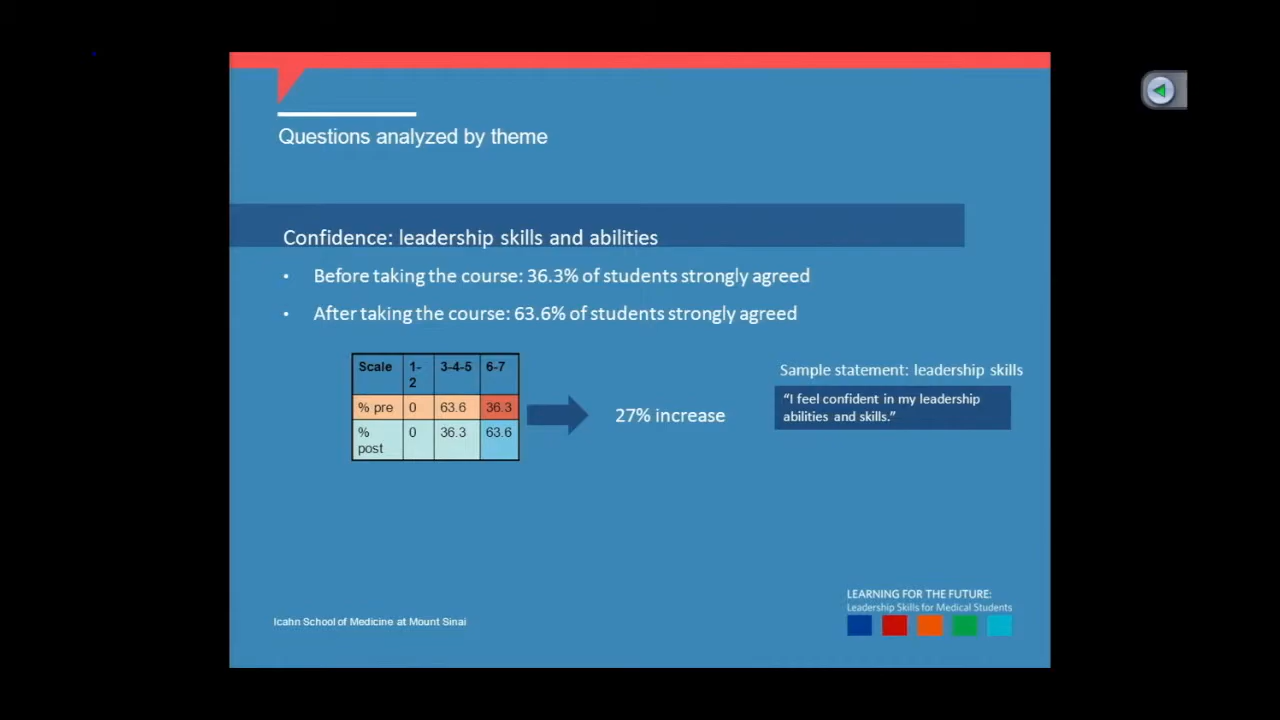 Questions analyzed by theme
Confidence: leadership skills and abilities
• Before taking the course: 36.3% of students strongly agreed
• After taking the course: 63.6% of students strongly agreed
Scale 1-2 3-4-5 6-7
% pre 0 63.6 36.3
% post 0 36.3 63.6
27% increase
Sample statement: leadership skills
“I feel confident in my leadership
abilities and skills.”
Icahn School of Medicine at Mount Sinai
LEARNING FOR THE FUTURE:
Leadership Skills for Medical Students